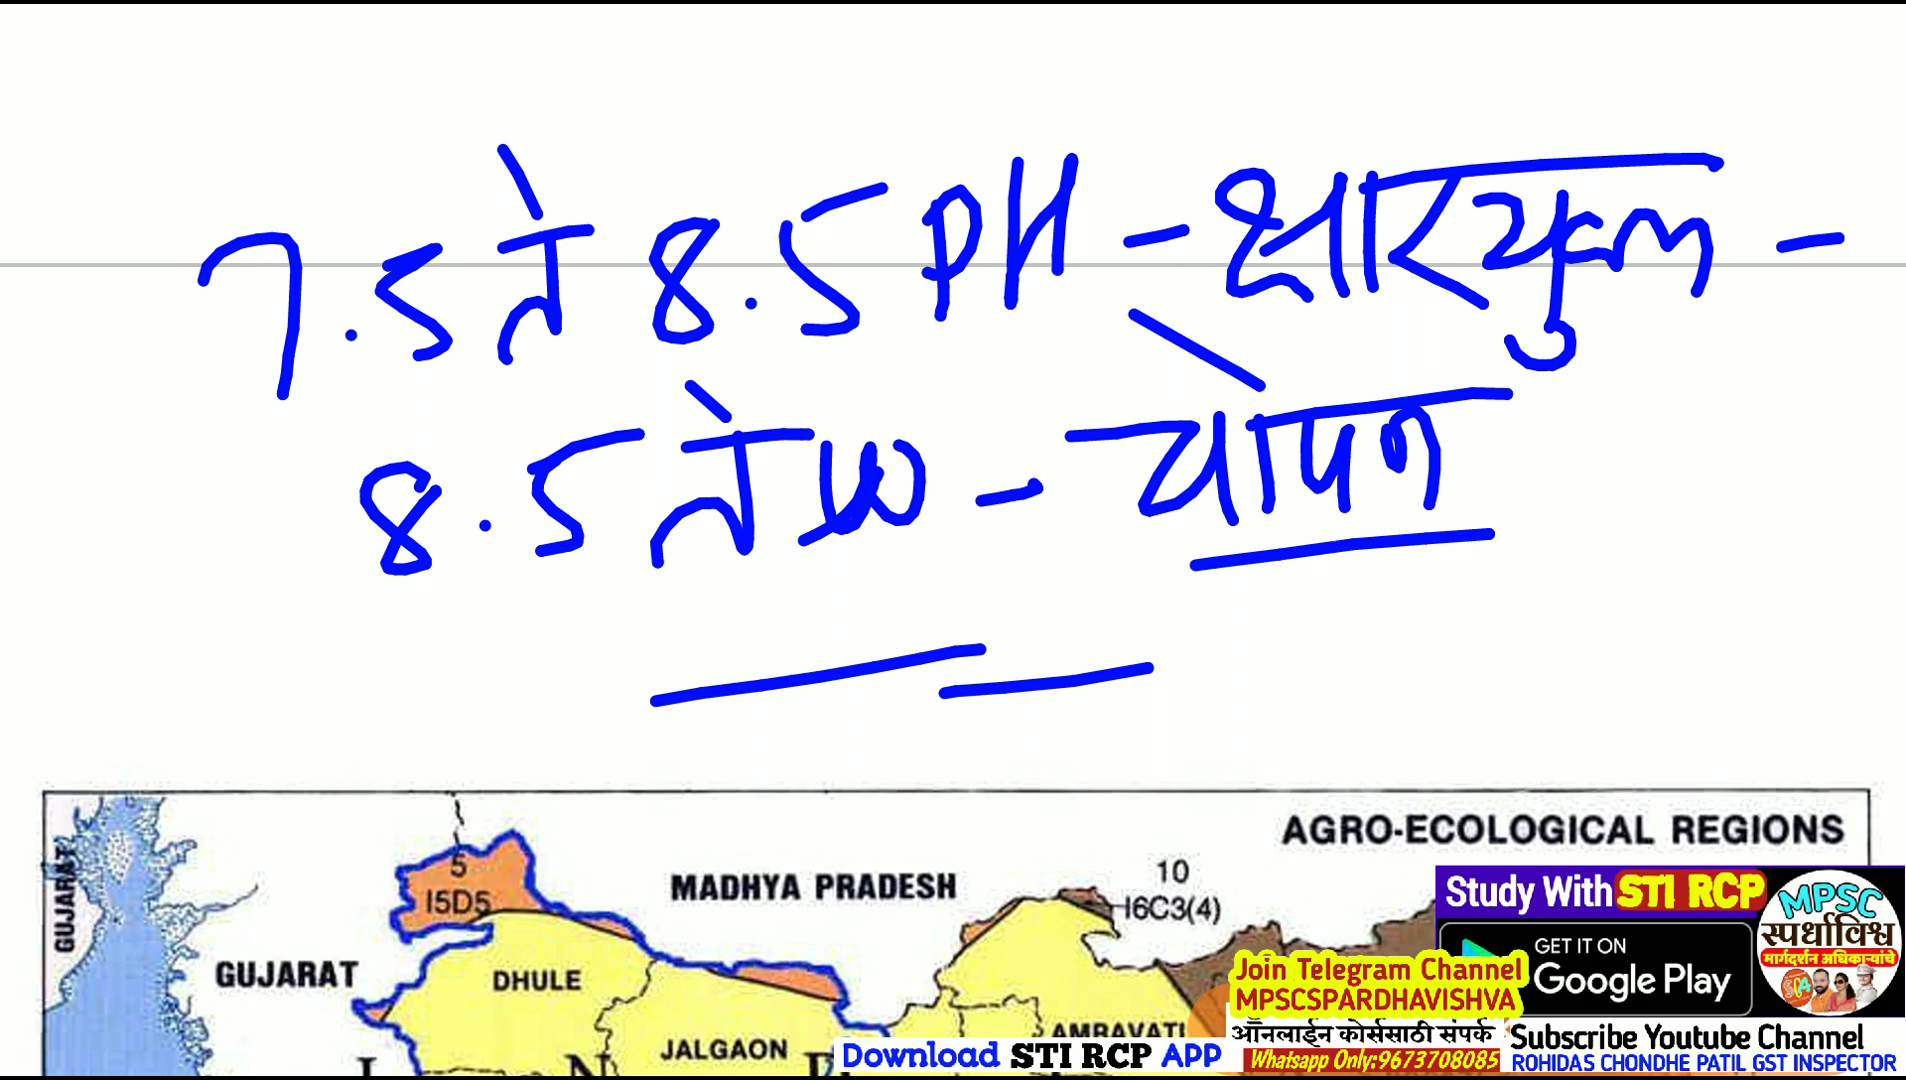 7.5 ते 8.5 PH - क्षारयुक्त -
8.5 ते 10 - चोपण
AGRO-ECOLOGICAL REGIONS
GUJARAT
5
I5D5
MADHYA PRADESH
10
I6C3(4)
GUJARAT
DHULE
JALGAON
AMRAVATI
Study With STI RCP
GET IT ON
Google Play
MPSC
स्पर्धाविश्व
मार्गदर्शन अधिकाऱ्यांचे
Join Telegram Channel
MPSCSPARDHAVISHVA
ऑनलाईन कोर्ससाठी संपर्क
Whatsapp Only:9673708085
Download STI RCP APP
Subscribe Youtube Channel
ROHIDAS CHONDHE PATIL GST INSPECTOR